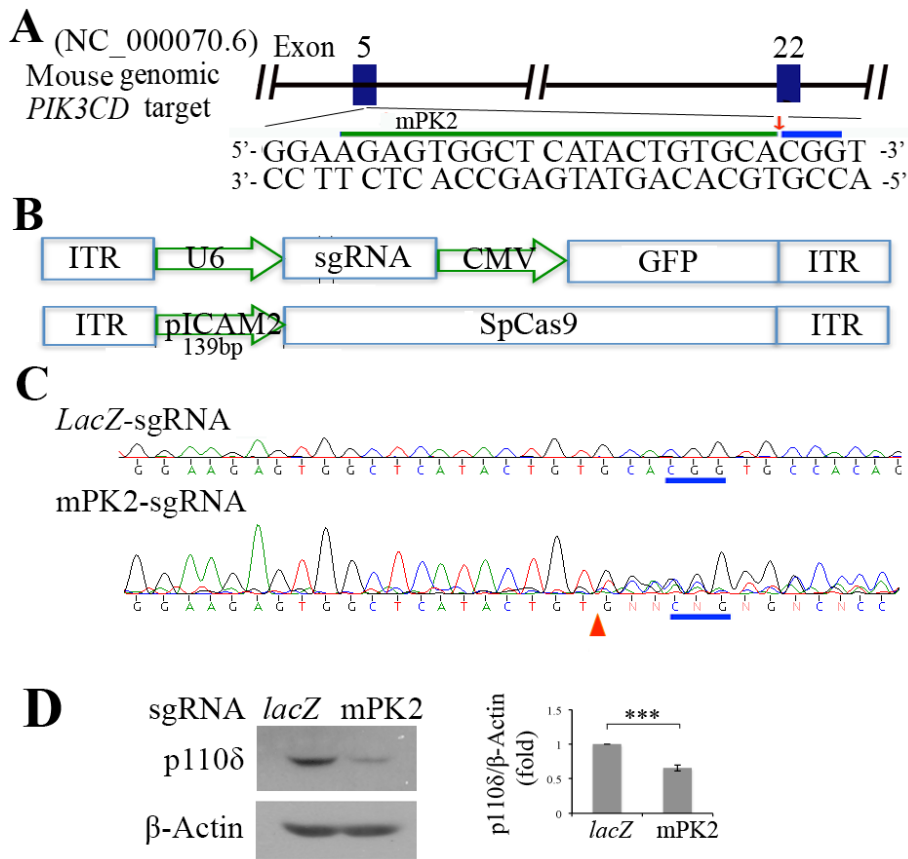 A (NC_000070.6) Exon 5 22
Mouse genomic
PIK3CD target
mPK2
5’- GGAAGAGTGGCT CATACTGTGCACGGT -3’
3’- CC TT CTC ACCGAGTATGACACGTGCCA -5’
B
ITR U6 sgRNA CMV GFP ITR
ITR pICAM2 SpCas9 ITR
139bp
C
LacZ-sgRNA
G G A A G A G T G G C T C A T A C T G T G C A C G G T G C C A C A G
mPK2-sgRNA
G G A A G A G T G G C T C A T A C T G T G N N C N G N G N C N C C
D sgRNA lacZ mPK2
p110δ
β-Actin
p110δ/β-Actin
(fold)
1.5
***
1
0.5
0
lacZ mPK2